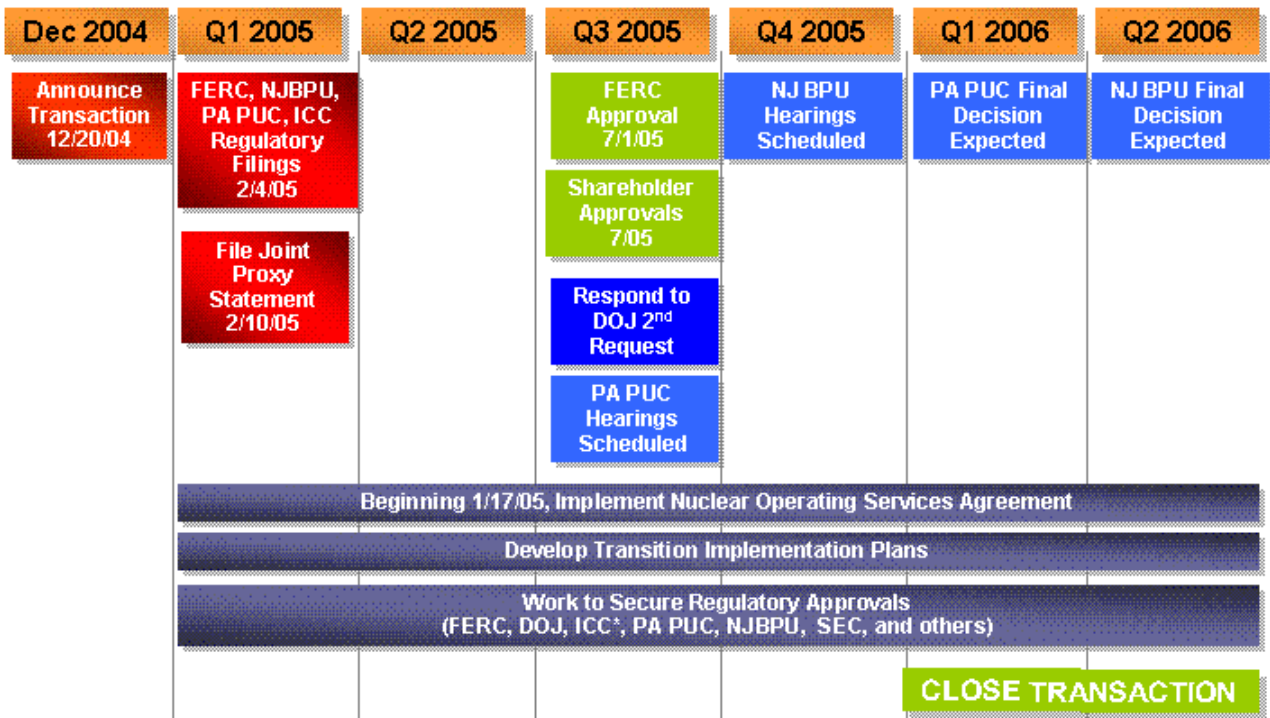 Dec 2004
Q1 2005
Q2 2005
Q3 2005
Q4 2005
Q1 2006
Q2 2006
Announce
Transaction
12/20/04
FERC, NJBPU,
PA PUC, ICC
Regulatory
Filings
2/4/05
File Joint
Proxy
Statement
2/10/05
FERC
Approval
7/1/05
Shareholder
Approvals
7/05
Respond to
DOJ 2nd
Request
PA PUC
Hearings
Scheduled
NJ BPU
Hearings
Scheduled
PA PUC Final
Decision
Expected
NJ BPU Final
Decision
Expected
Beginning 1/17/05, Implement Nuclear Operating Services Agreement
Develop Transition Implementation Plans
Work to Secure Regulatory Approvals
(FERC, DOJ, ICC*, PA PUC, NJBPU, SEC, and others)
CLOSE TRANSACTION